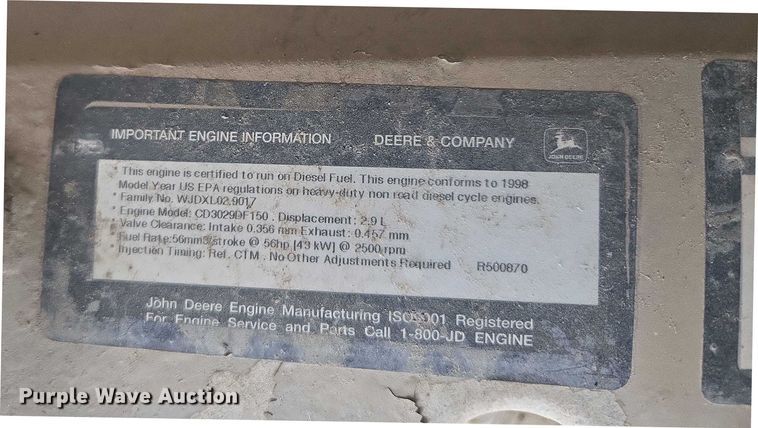 IMPORTANT ENGINE INFORMATION DEERE & COMPANY
JOHN DEERE
* This engine is certified to run on Diesel Fuel. This engine conforms to 1998
Model Year US EPA regulations on heavy-duty non road diesel cycle engines.
* Family No. WJDXL02.9017
* Engine Model: CD3029DF150 . Displacement: 2.9 L
Valve Clearance: Intake 0.356 mm Exhaust : 0.457 mm
Fuel Rate:56mm3/stroke @ 56hp [43 kW] @ 2500 rpm
* Injection Timing: Ref. CTM . No Other Adjustments Required R500870
John Deere Engine Manufacturing ISO9001 Registered
For Engine Service and Parts Call 1-800-JD ENGINE
Purple Wave Auction